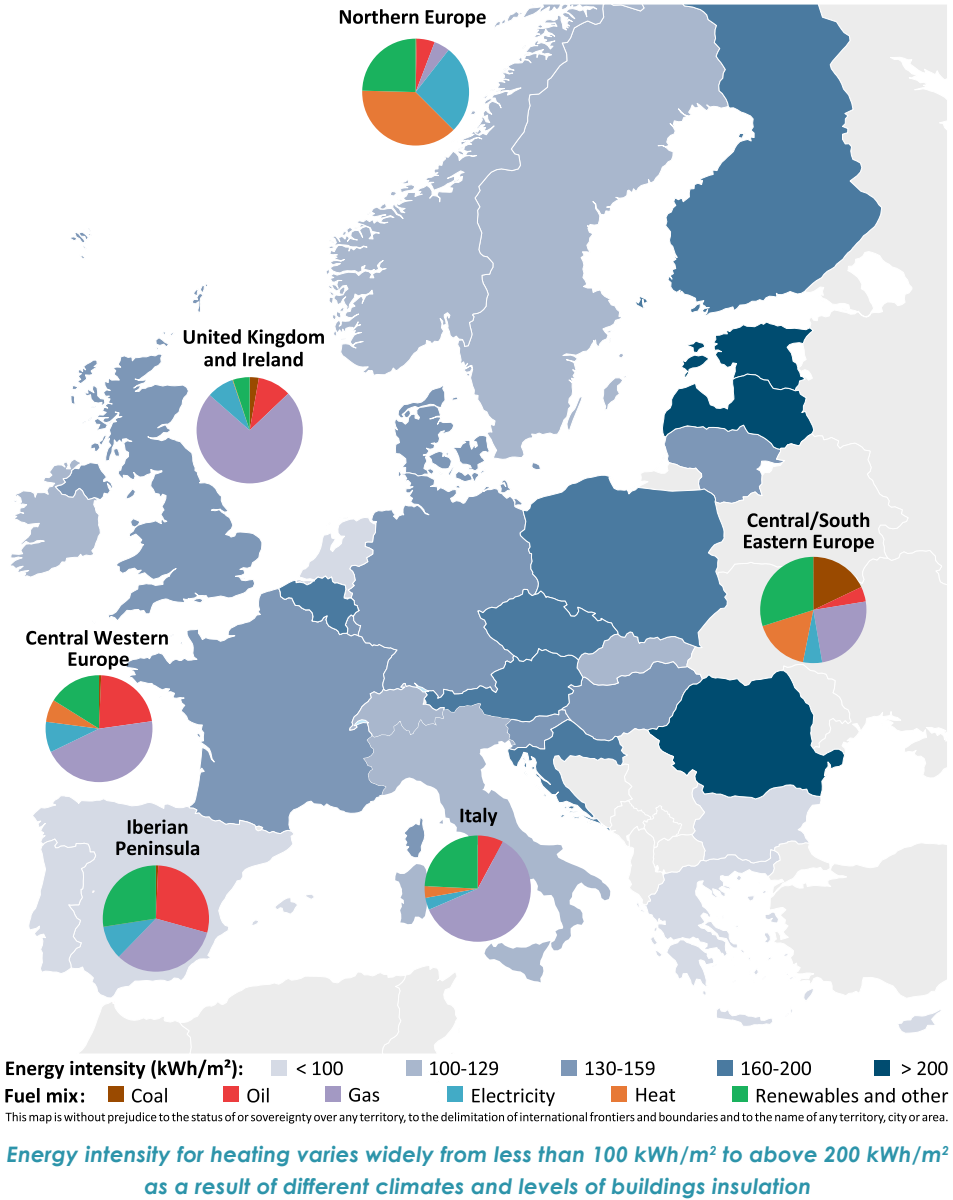 Northern Europe
United Kingdom
and Ireland
Central/South
Eastern Europe
Central Western
Europe
Italy
Iberian
Peninsula
Energy intensity (kWh/m²): < 100 100-129 130-159 160-200 > 200
Fuel mix: Coal Oil Gas Electricity Heat Renewables and other
This map is without prejudice to the status of or sovereignty over any territory, to the delimitation of international frontiers and boundaries and to the name of any territory, city or area.
Energy intensity for heating varies widely from less than 100 kWh/m² to above 200 kWh/m²
as a result of different climates and levels of buildings insulation